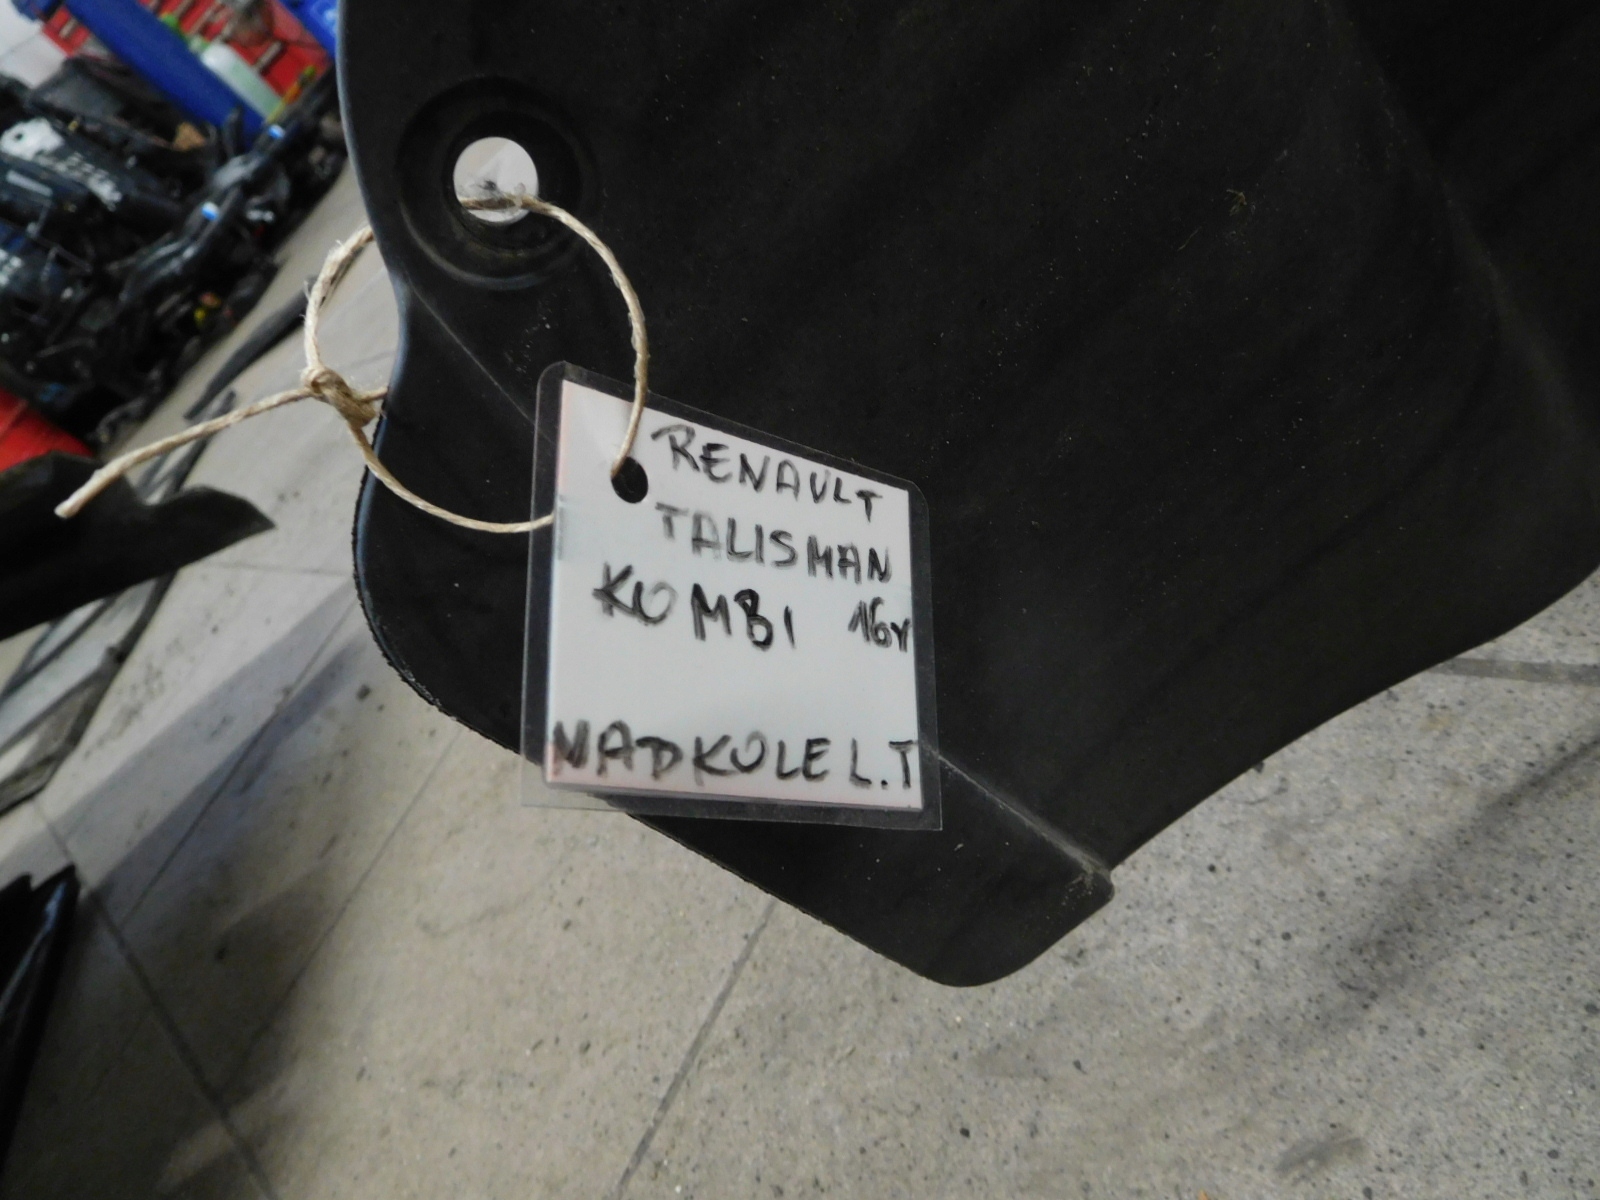 RENAULT
TALISMAN
KOMBI 16r
NADKOLE L.T